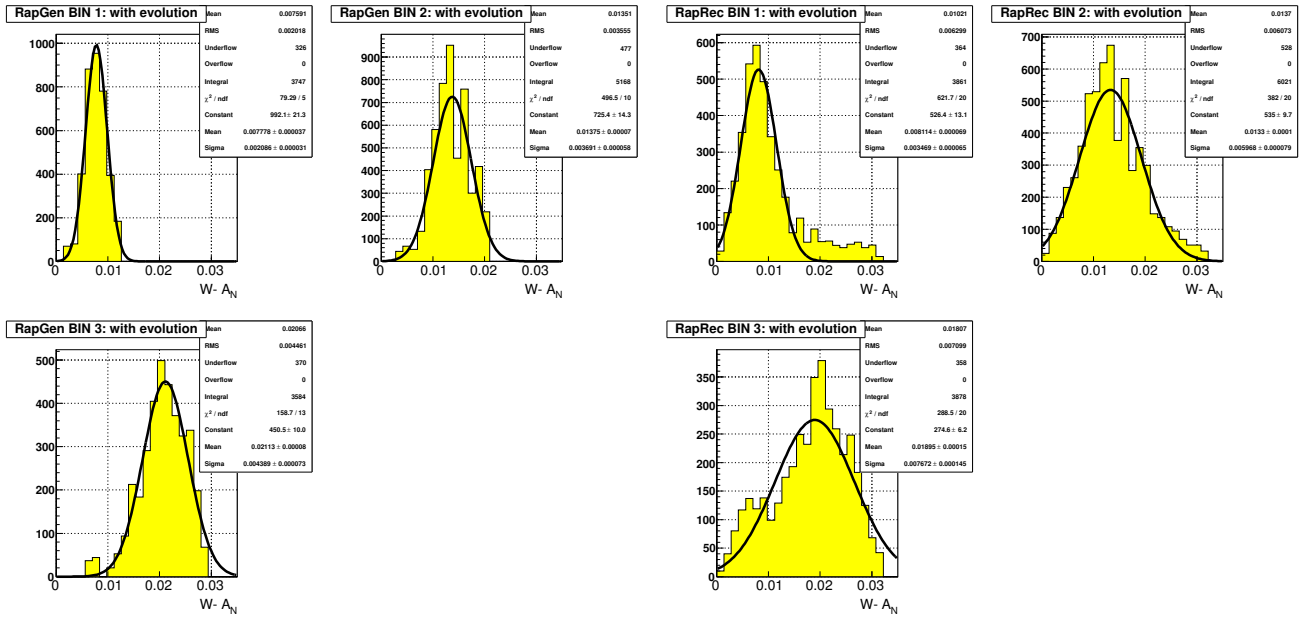 RapGen BIN 1: with evolution
Mean 0.007591
RMS 0.002018
Underflow 326
Overflow 0
Integral 3747
χ² / ndf 79.29 / 5
Constant 992.1 ± 21.3
Mean 0.007778 ± 0.000037
Sigma 0.002086 ± 0.000031
1000
800
600
400
200
0
0 0.01 0.02 0.03
W- A_N
RapGen BIN 2: with evolution
Mean 0.01351
RMS 0.003555
Underflow 477
Overflow 0
Integral 5168
χ² / ndf 496.5 / 10
Constant 725.4 ± 14.3
Mean 0.01375 ± 0.00007
Sigma 0.003691 ± 0.000058
900
800
700
600
500
400
300
200
100
0
0 0.01 0.02 0.03
W- A_N
RapRec BIN 1: with evolution
Mean 0.01021
RMS 0.006299
Underflow 364
Overflow 0
Integral 3861
χ² / ndf 621.7 / 20
Constant 526.4 ± 13.1
Mean 0.008114 ± 0.000069
Sigma 0.003469 ± 0.000065
600
500
400
300
200
100
0
0 0.01 0.02 0.03
W- A_N
RapRec BIN 2: with evolution
Mean 0.0137
RMS 0.006073
Underflow 528
Overflow 0
Integral 6021
χ² / ndf 382 / 20
Constant 535 ± 9.7
Mean 0.0133 ± 0.0001
Sigma 0.005968 ± 0.000079
700
600
500
400
300
200
100
0
0 0.01 0.02 0.03
W- A_N
RapGen BIN 3: with evolution
Mean 0.02066
RMS 0.004461
Underflow 370
Overflow 0
Integral 3584
χ² / ndf 158.7 / 13
Constant 450.5 ± 10.0
Mean 0.02113 ± 0.00008
Sigma 0.004389 ± 0.000073
500
400
300
200
100
0
0 0.01 0.02 0.03
W- A_N
RapRec BIN 3: with evolution
Mean 0.01807
RMS 0.007099
Underflow 358
Overflow 0
Integral 3878
χ² / ndf 288.5 / 20
Constant 274.6 ± 6.2
Mean 0.01895 ± 0.00015
Sigma 0.007672 ± 0.000145
350
300
250
200
150
100
50
0
0 0.01 0.02 0.03
W- A_N